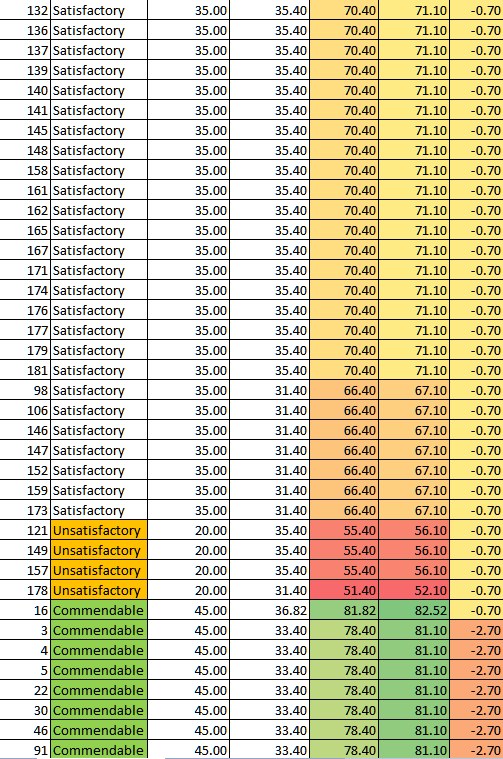 132 Satisfactory 35.00 35.40 70.40 71.10 -0.70
136 Satisfactory 35.00 35.40 70.40 71.10 -0.70
137 Satisfactory 35.00 35.40 70.40 71.10 -0.70
139 Satisfactory 35.00 35.40 70.40 71.10 -0.70
140 Satisfactory 35.00 35.40 70.40 71.10 -0.70
141 Satisfactory 35.00 35.40 70.40 71.10 -0.70
145 Satisfactory 35.00 35.40 70.40 71.10 -0.70
148 Satisfactory 35.00 35.40 70.40 71.10 -0.70
158 Satisfactory 35.00 35.40 70.40 71.10 -0.70
161 Satisfactory 35.00 35.40 70.40 71.10 -0.70
162 Satisfactory 35.00 35.40 70.40 71.10 -0.70
165 Satisfactory 35.00 35.40 70.40 71.10 -0.70
167 Satisfactory 35.00 35.40 70.40 71.10 -0.70
171 Satisfactory 35.00 35.40 70.40 71.10 -0.70
174 Satisfactory 35.00 35.40 70.40 71.10 -0.70
176 Satisfactory 35.00 35.40 70.40 71.10 -0.70
177 Satisfactory 35.00 35.40 70.40 71.10 -0.70
179 Satisfactory 35.00 35.40 70.40 71.10 -0.70
181 Satisfactory 35.00 35.40 70.40 71.10 -0.70
98 Satisfactory 35.00 31.40 66.40 67.10 -0.70
106 Satisfactory 35.00 31.40 66.40 67.10 -0.70
146 Satisfactory 35.00 31.40 66.40 67.10 -0.70
147 Satisfactory 35.00 31.40 66.40 67.10 -0.70
152 Satisfactory 35.00 31.40 66.40 67.10 -0.70
159 Satisfactory 35.00 31.40 66.40 67.10 -0.70
173 Satisfactory 35.00 31.40 66.40 67.10 -0.70
121 Unsatisfactory 20.00 35.40 55.40 56.10 -0.70
149 Unsatisfactory 20.00 35.40 55.40 56.10 -0.70
157 Unsatisfactory 20.00 35.40 55.40 56.10 -0.70
178 Unsatisfactory 20.00 31.40 51.40 52.10 -0.70
16 Commendable 45.00 36.82 81.82 82.52 -0.70
3 Commendable 45.00 33.40 78.40 81.10 -2.70
4 Commendable 45.00 33.40 78.40 81.10 -2.70
5 Commendable 45.00 33.40 78.40 81.10 -2.70
22 Commendable 45.00 33.40 78.40 81.10 -2.70
30 Commendable 45.00 33.40 78.40 81.10 -2.70
46 Commendable 45.00 33.40 78.40 81.10 -2.70
91 Commendable 45.00 33.40 78.40 81.10 -2.70